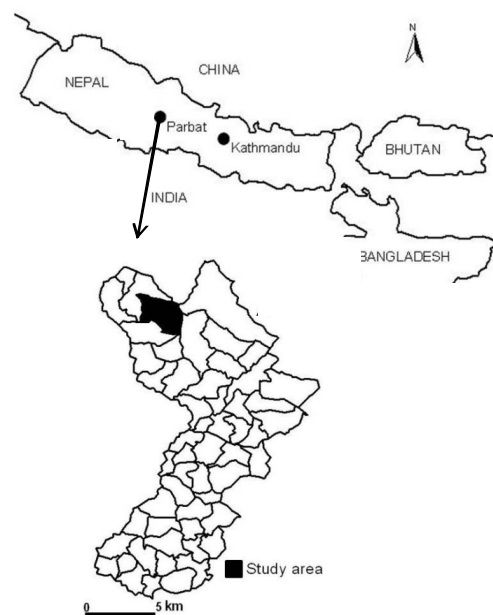 N
CHINA
NEPAL
Parbat
Kathmandu
BHUTAN
INDIA
BANGLADESH
Study area
0 5 km